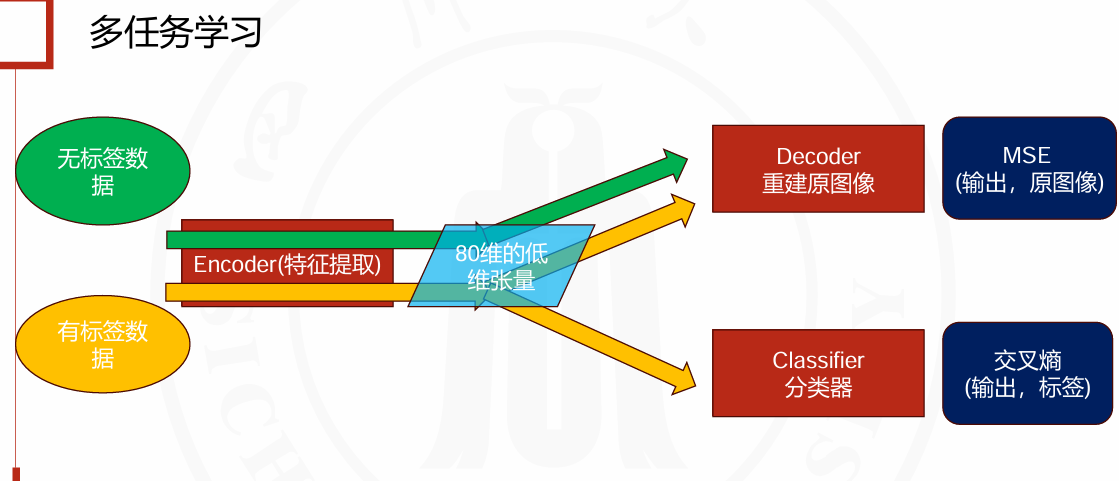 多任务学习
无标签数
据
Decoder
重建原图像
MSE
(输出，原图像)
Encoder(特征提取)
80维的低
维张量
有标签数
据
Classifier
分类器
交叉熵
(输出，标签)